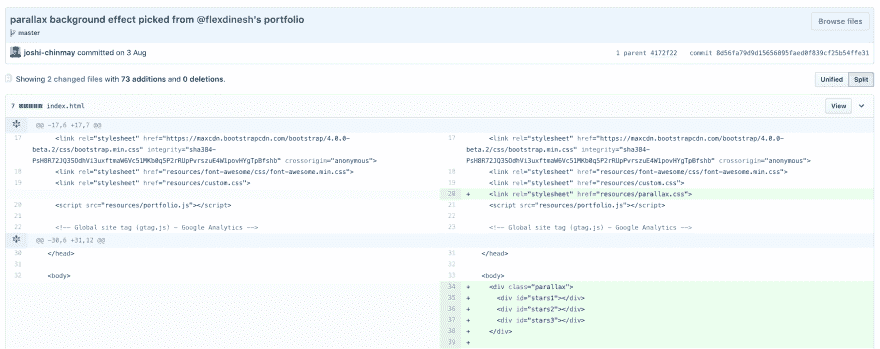 parallax background effect picked from @flexdinesh's portfolio
Browse files
master
joshi-chinmay committed on 3 Aug
1 parent 4172f22 commit
Showing 2 changed files with 73 additions and 0 deletions.
Unified Split
7 index.html
View
@@ -17,6 +17,7 @@
17 <link rel="stylesheet" href="https://maxcdn.bootstrapcdn.com/bootstrap/4.0.0-
beta.2/css/bootstrap.min.css" integrity="sha384-
crossorigin="anonymous">
18 <link rel="stylesheet" href="resources/font-awesome/css/font-awesome.min.css">
19 <link rel="stylesheet" href="resources/custom.css">
20 <script src="resources/portfolio.js"></script>
21
22 <!-- Global site tag (gtag.js) - Google Analytics -->
17 <link rel="stylesheet" href="https://maxcdn.bootstrapcdn.com/bootstrap/4.0.0-
beta.2/css/bootstrap.min.css" integrity="sha384-
crossorigin="anonymous">
18 <link rel="stylesheet" href="resources/font-awesome/css/font-awesome.min.css">
19 <link rel="stylesheet" href="resources/custom.css">
20 + <link rel="stylesheet" href="resources/parallax.css">
21 <script src="resources/portfolio.js"></script>
22
23 <!-- Global site tag (gtag.js) - Google Analytics -->
@@ -30,6 +31,12 @@
30 </head>
31
32 <body>
31 </head>
32
33 <body>
34 + <div class="parallax">
35 + <div id="stars1"></div>
36 + <div id="stars2"></div>
37 + <div id="stars3"></div>
38 + </div>
39 +